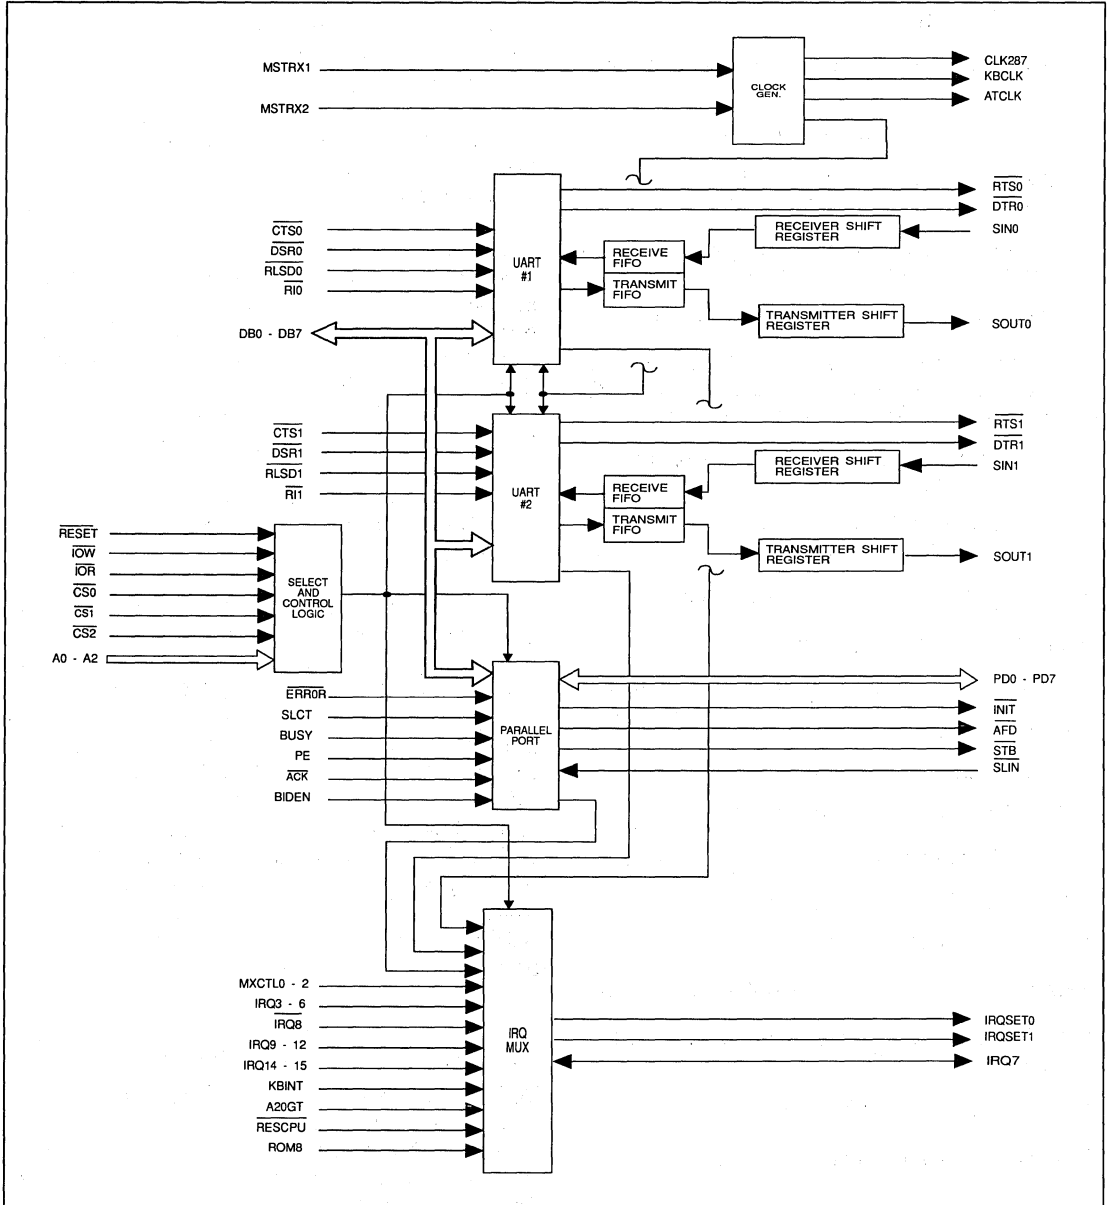 MSTRX1
MSTRX2
CLOCK
GEN.
CLK287
KBCLK
ATCLK
RTS0
DTR0
SIN0
RECEIVER SHIFT
REGISTER
CTS0
DSR0
RLSD0
RI0
UART
#1
RECEIVE
FIFO
TRANSMIT
FIFO
TRANSMITTER SHIFT
REGISTER
SOUT0
DB0 - DB7
CTS1
DSR1
RLSD1
RI1
UART
#2
RTS1
DTR1
SIN1
RECEIVER SHIFT
REGISTER
RECEIVE
FIFO
TRANSMIT
FIFO
TRANSMITTER SHIFT
REGISTER
SOUT1
RESET
IOW
IOR
CS0
CS1
CS2
A0 - A2
SELECT
AND
CONTROL
LOGIC
ERR0R
SLCT
BUSY
PE
ACK
BIDEN
PARALLEL
PORT
PD0 - PD7
INIT
AFD
STB
SLIN
MXCTL0 - 2
IRQ3 - 6
IRQ8
IRQ9 - 12
IRQ14 - 15
KBINT
A20GT
RESCPU
ROM8
IRQ
MUX
IRQSET0
IRQSET1
IRQ7